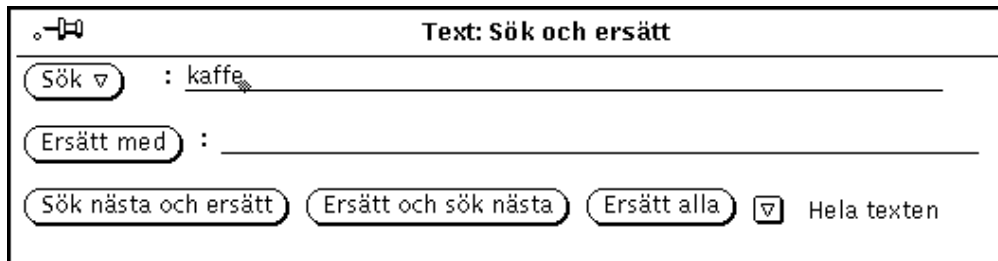 Text: Sök och ersätt
Sök : kaffe
Ersätt med :
Sök nästa och ersätt Ersätt och sök nästa Ersätt alla Hela texten